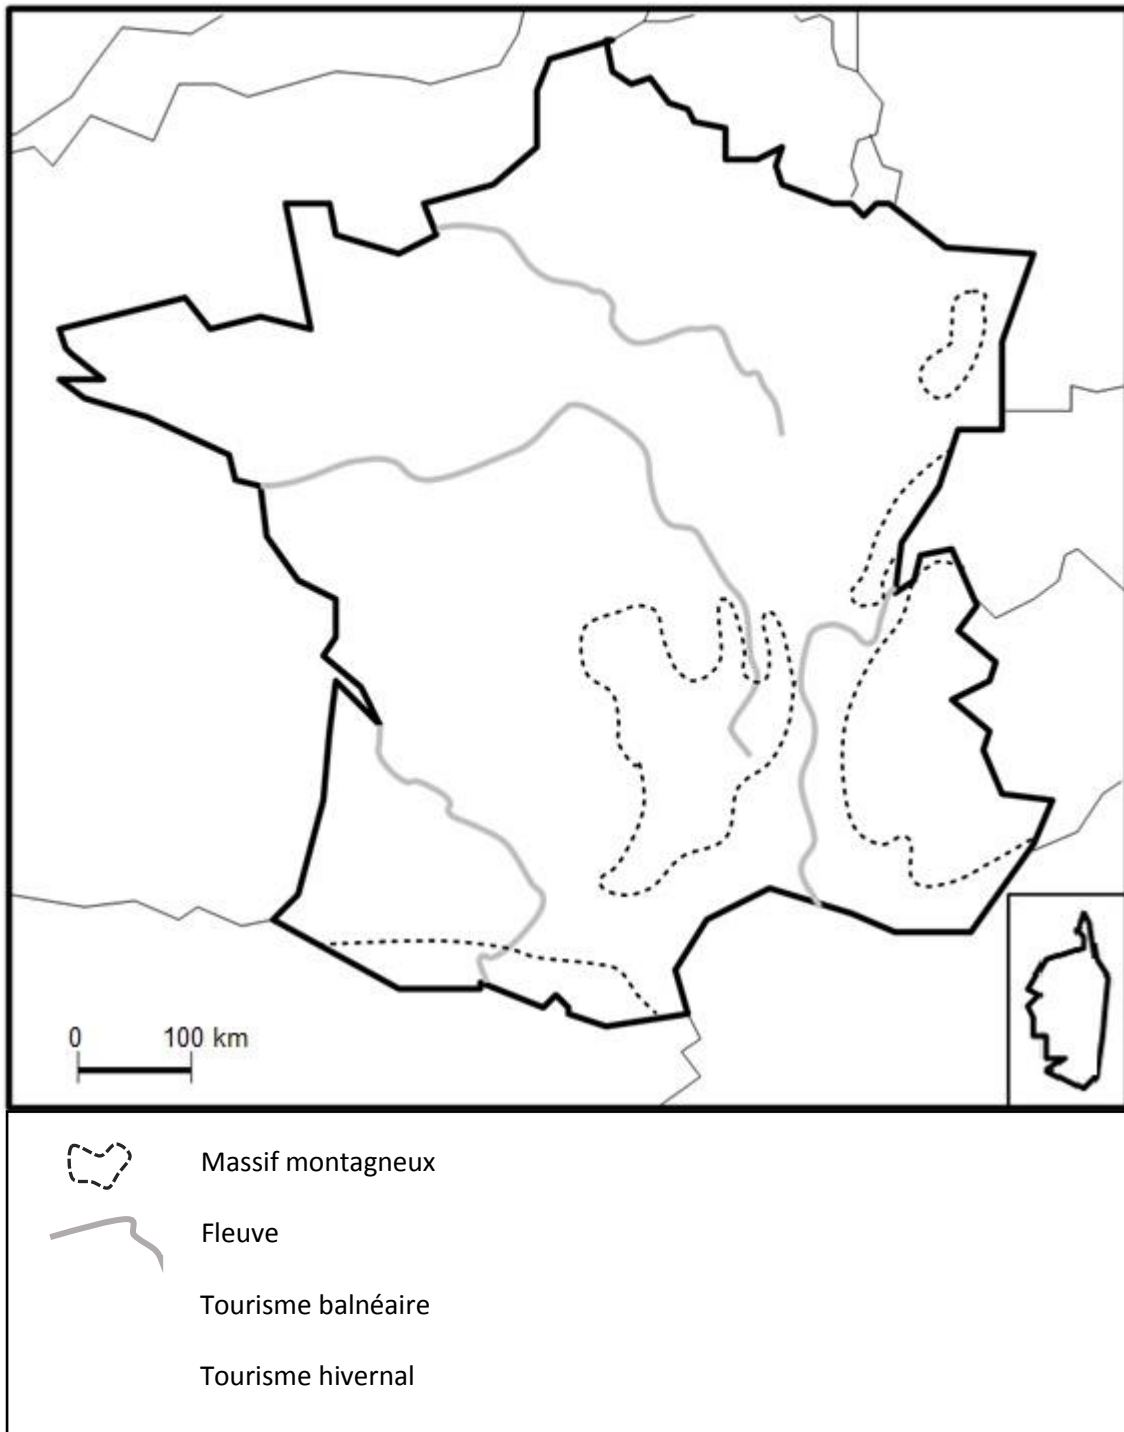 0 100 km
Massif montagneux
Fleuve
Tourisme balnéaire
Tourisme hivernal